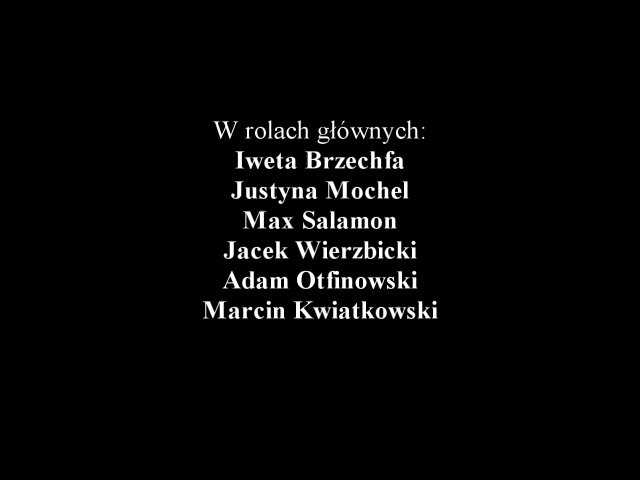 W rolach głównych:
Iweta Brzechfa
Justyna Mochel
Max Salamon
Jacek Wierzbicki
Adam Otfinowski
Marcin Kwiatkowski